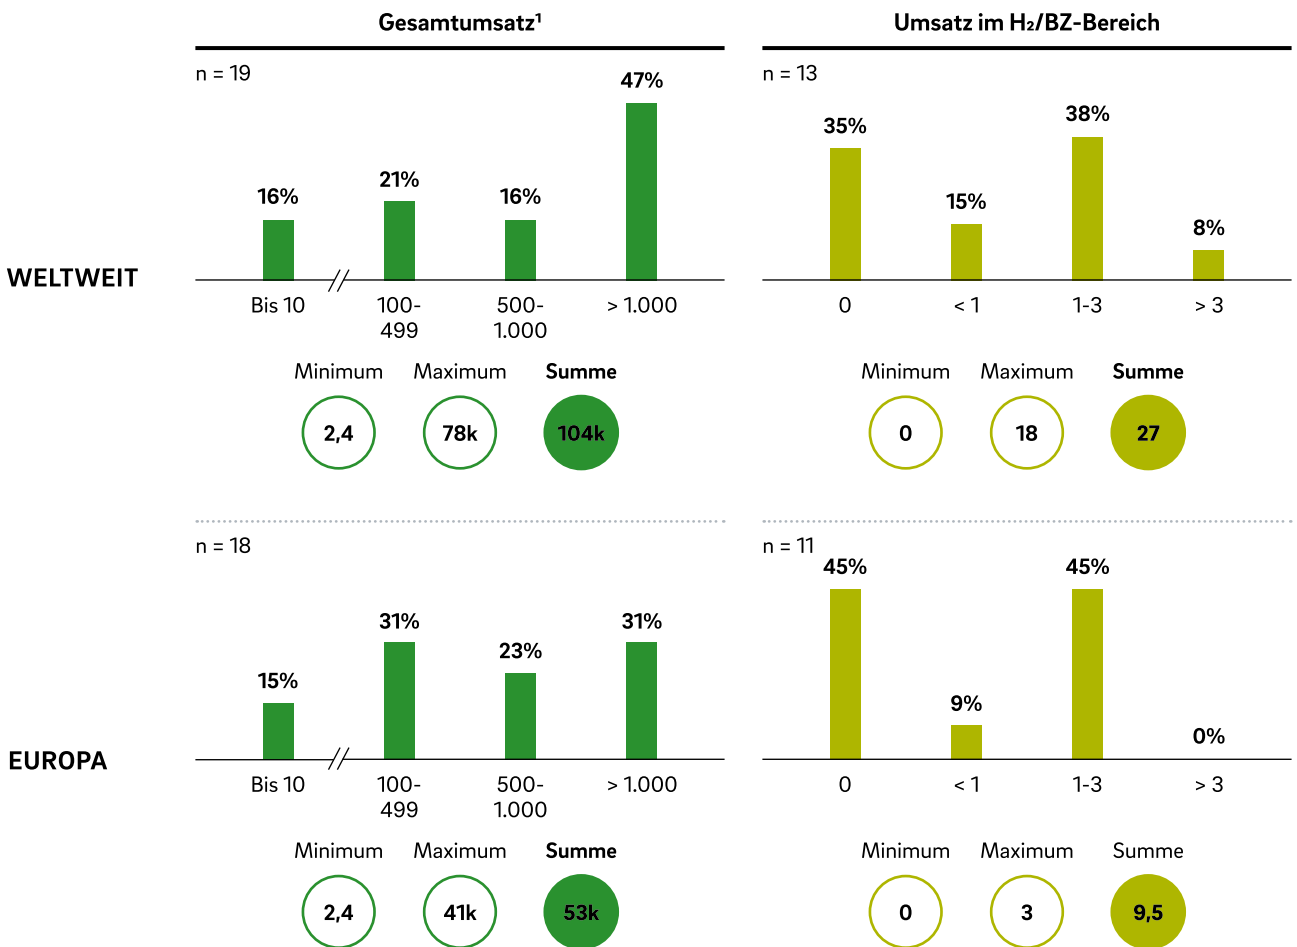 Gesamtumsatz¹
Umsatz im H₂/BZ-Bereich
WELTWEIT
n = 19
16%
21%
16%
47%
Bis 10
100-
499
500-
1.000
> 1.000
Minimum
Maximum
Summe
2,4
78k
104k
n = 13
35%
15%
38%
8%
0
< 1
1-3
> 3
Minimum
Maximum
Summe
0
18
27
EUROPA
n = 18
15%
31%
23%
31%
Bis 10
100-
499
500-
1.000
> 1.000
Minimum
Maximum
Summe
2,4
41k
53k
n = 11
45%
9%
45%
0%
0
< 1
1-3
> 3
Minimum
Maximum
Summe
0
3
9,5